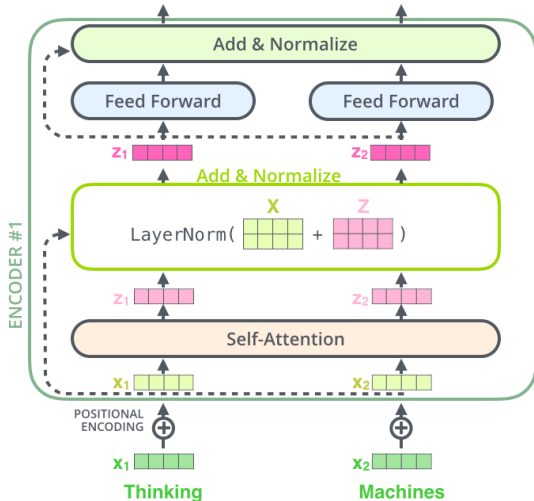 Add & Normalize
Feed Forward
Feed Forward
z1
z2
Add & Normalize
X
Z
LayerNorm( + )
z1
z2
Self-Attention
x1
x2
POSITIONAL
ENCODING
x1
x2
Thinking
Machines
ENCODER #1